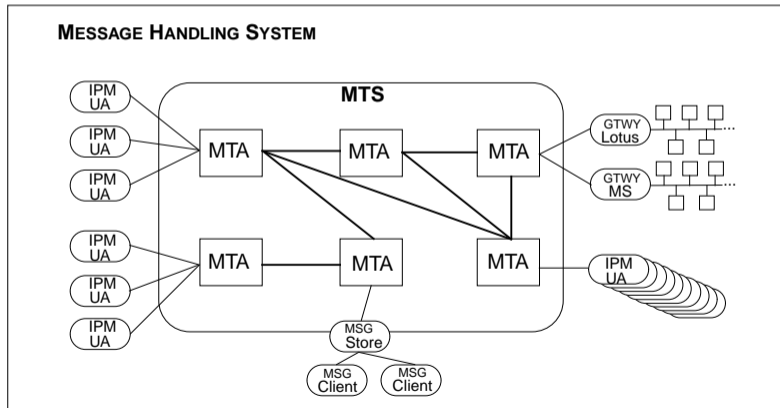 MESSAGE HANDLING SYSTEM
MTS
IPM
UA
IPM
UA
IPM
UA
MTA
MTA
MTA
GTWY
Lotus
GTWY
MS
IPM
UA
IPM
UA
IPM
UA
MTA
MTA
MTA
IPM
UA
MSG
Store
MSG
Client
MSG
Client